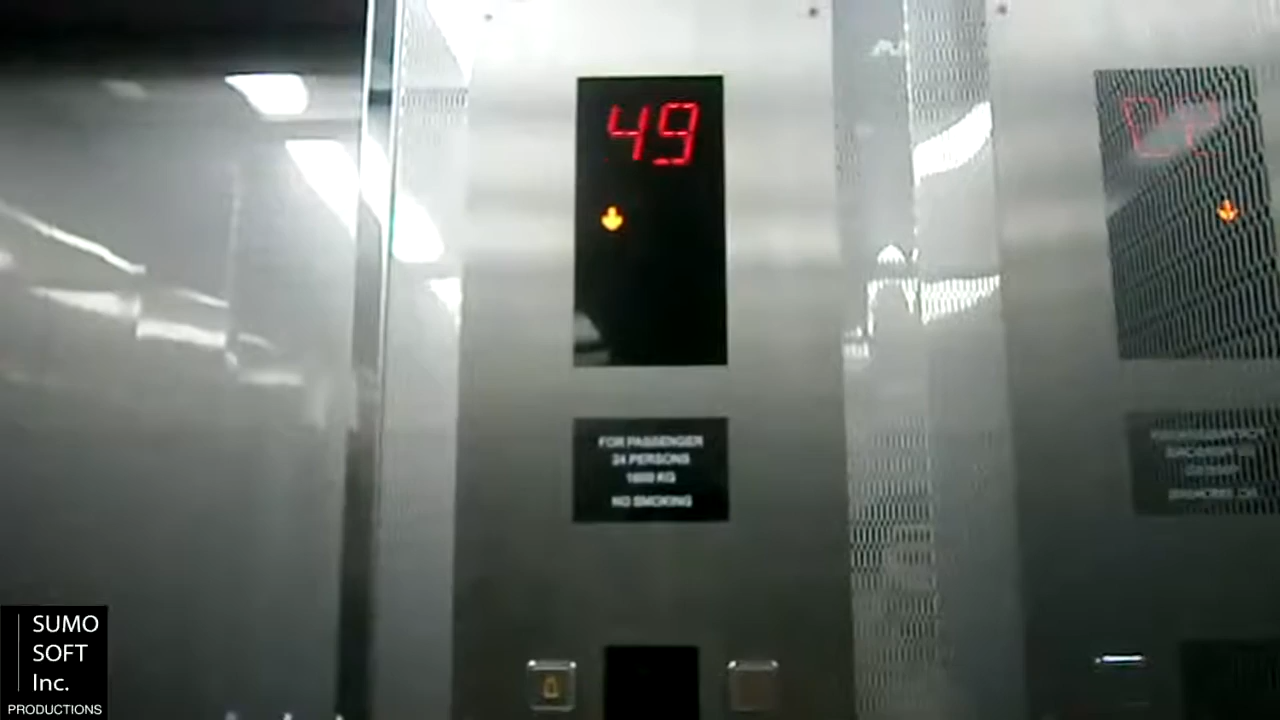 49
FOR PASSENGER
24 PERSONS
1600 KG
NO SMOKING
SUMO
SOFT
Inc.
PRODUCTIONS